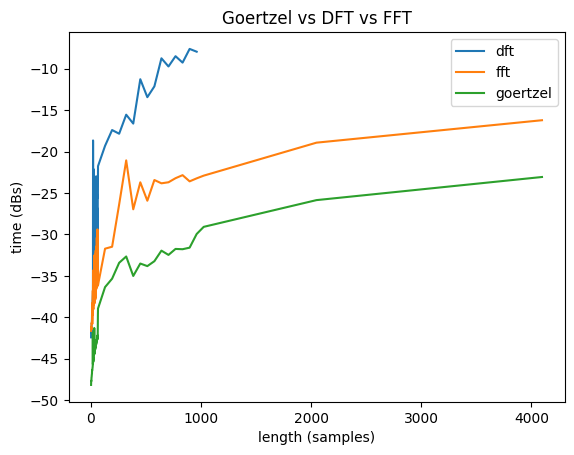 Goertzel vs DFT vs FFT
dft
fft
goertzel
time (dBs)
−10
−15
−20
−25
−30
−35
−40
−45
−50
0
1000
2000
3000
4000
length (samples)